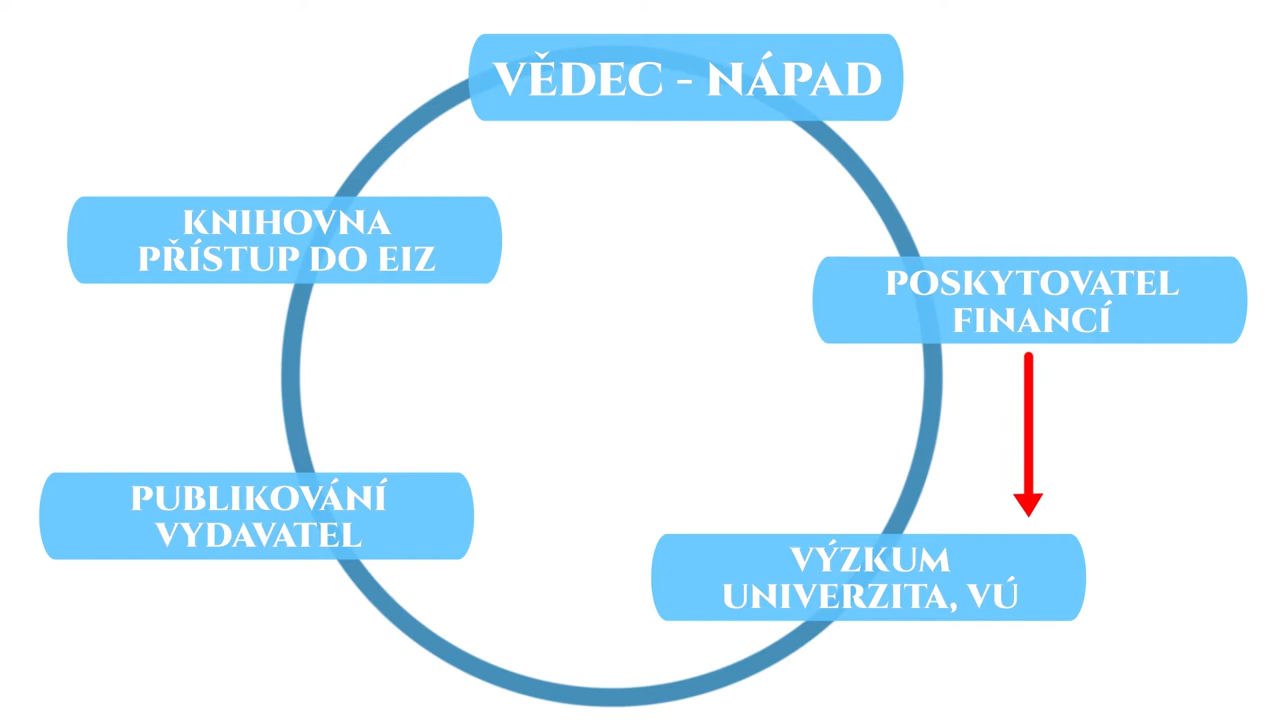 VĚDEC - NÁPAD
KNIHOVNA
PŘÍSTUP DO EIZ
POSKYTOVATEL
FINANCÍ
PUBLIKOVÁNÍ
VYDAVATEL
VÝZKUM
UNIVERZITA, VÚ